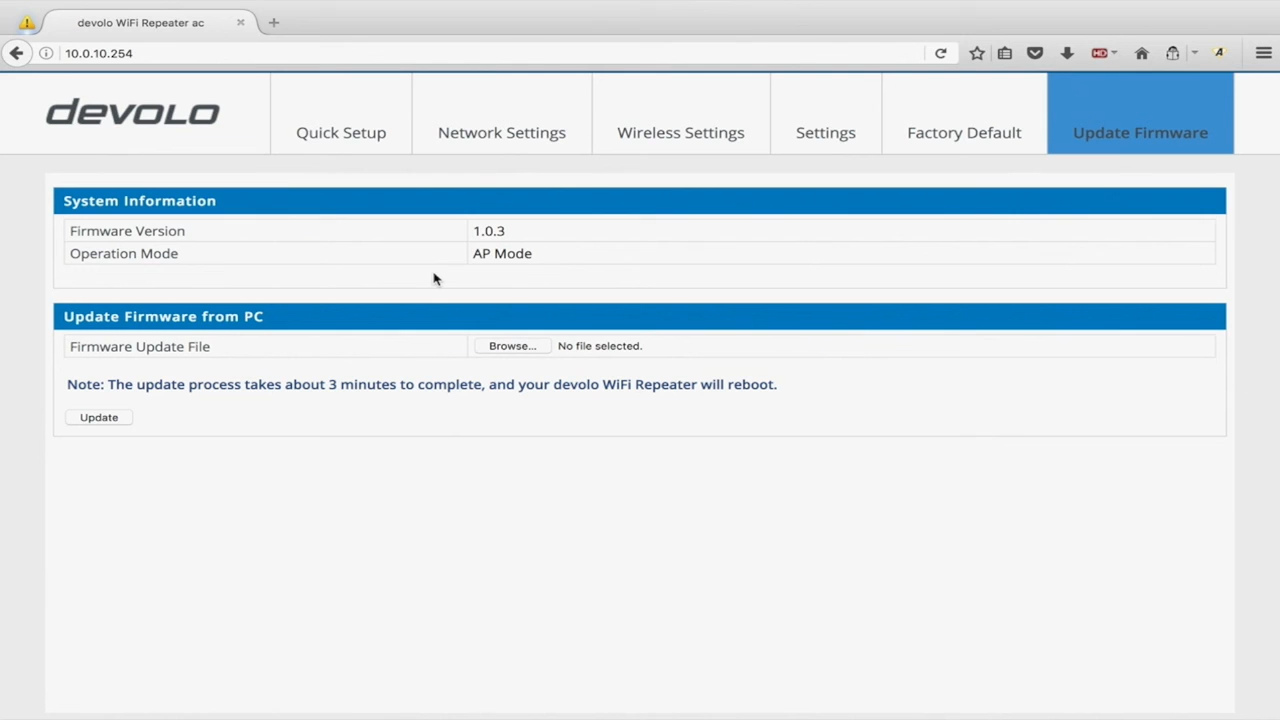 devolo WiFi Repeater ac
10.0.10.254
HD
A
devolo
Quick Setup
Network Settings
Wireless Settings
Settings
Factory Default
Update Firmware
System Information
Firmware Version 1.0.3
Operation Mode AP Mode
Update Firmware from PC
Firmware Update File Browse... No file selected.
Note: The update process takes about 3 minutes to complete, and your devolo WiFi Repeater will reboot.
Update